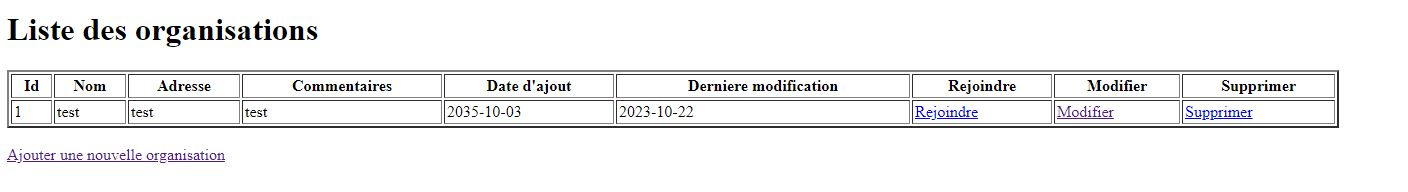 Liste des organisations
Id Nom Adresse Commentaires Date d'ajout Derniere modification Rejoindre Modifier Supprimer
1 test test test 2035-10-03 2023-10-22 Rejoindre Modifier Supprimer
Ajouter une nouvelle organisation